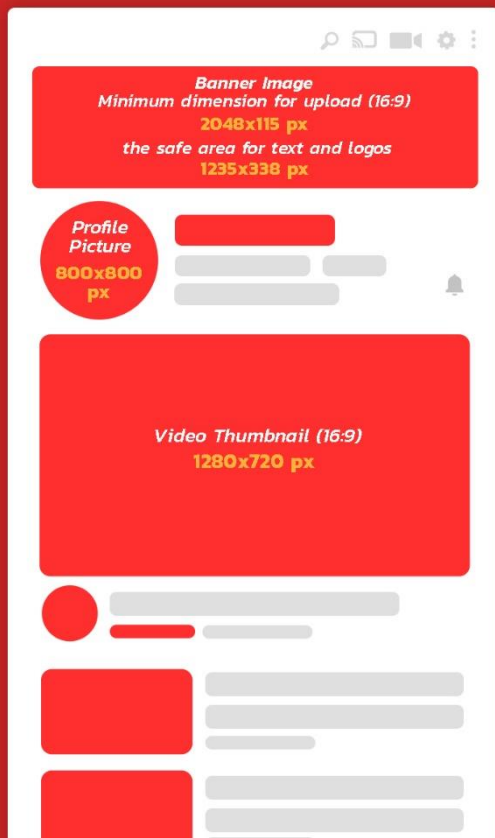 Banner Image
Minimum dimension for upload (16:9)
2048x115 px
the safe area for text and logos
1235x338 px
Profile
Picture
800x800
px
Video Thumbnail (16:9)
1280x720 px